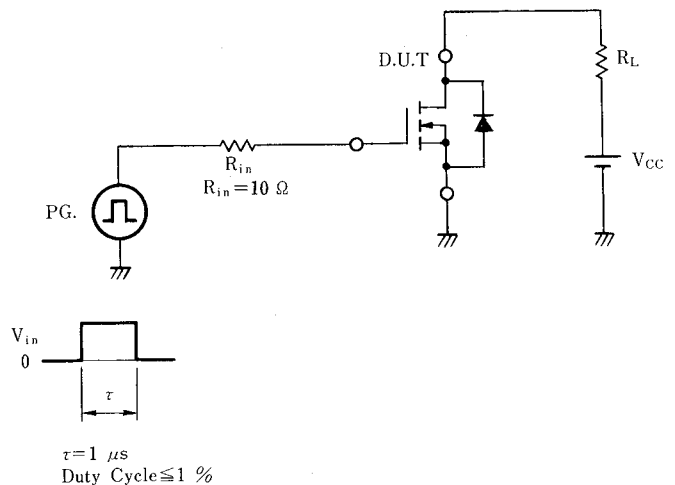 D.U.T
R_L
R_in
R_in=10 Ω
V_CC
PG.
V_in
0
τ
τ=1 μs
Duty Cycle≦1 %